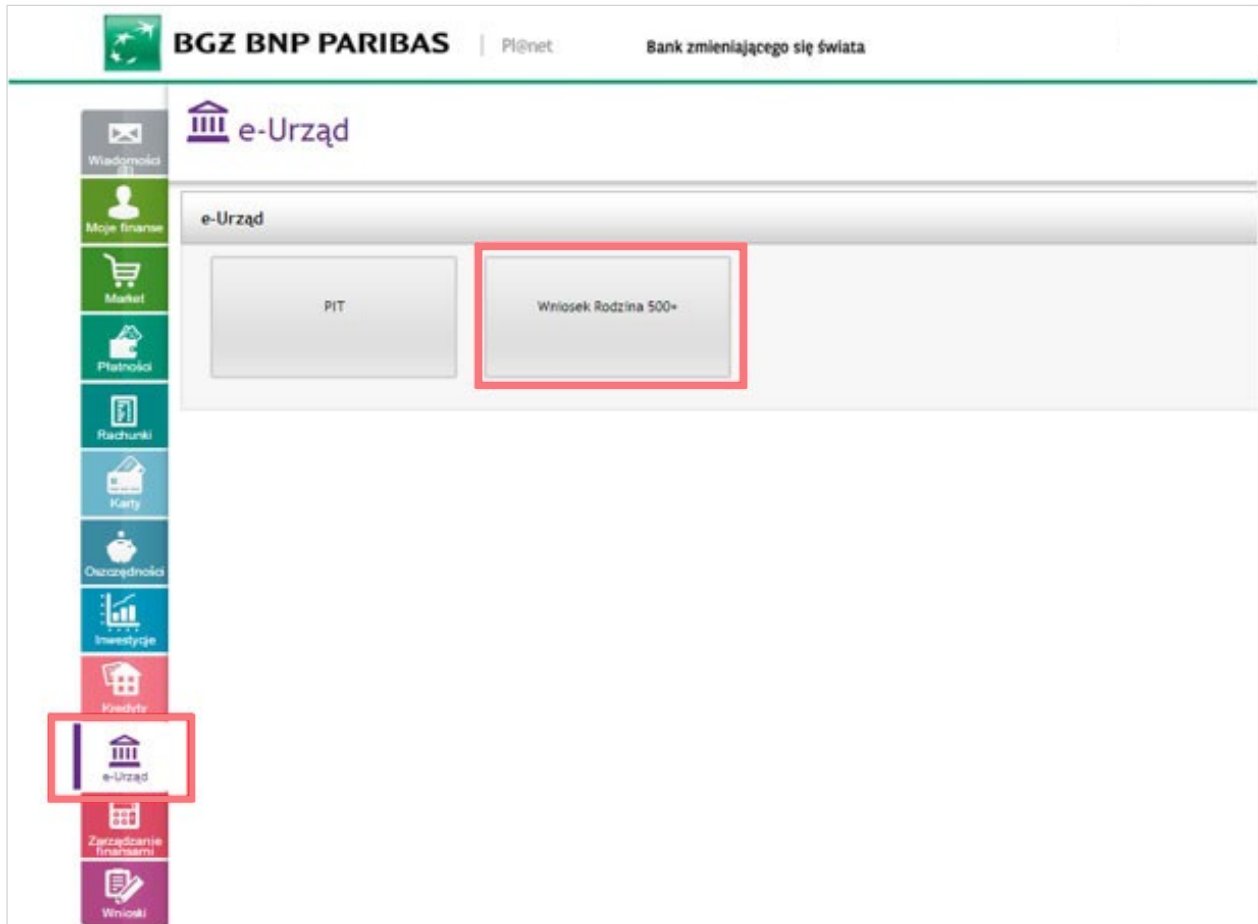 BGŻ BNP PARIBAS | Pl@net Bank zmieniającego się świata
e-Urząd
Wiadomości
Moje finanse
Market
Płatności
Rachunki
Karty
Oszczędności
Inwestycje
Kredyty
e-Urząd
Zarządzanie
finansami
Wnioski
e-Urząd
PIT
Wniosek Rodzina 500+